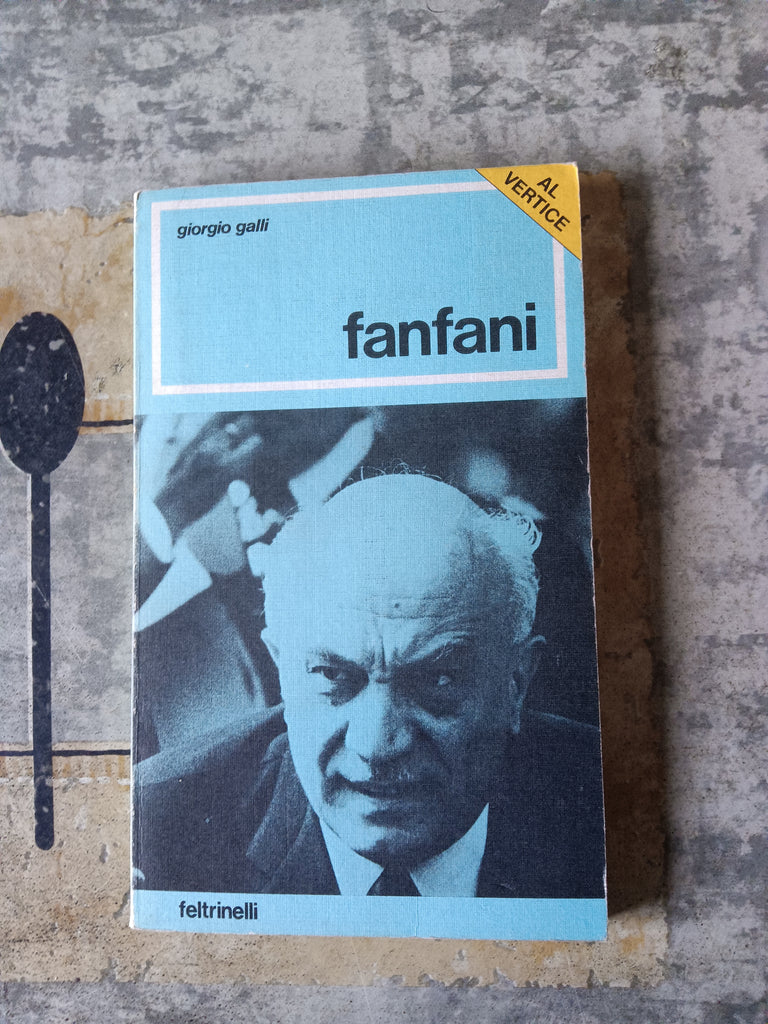 giorgio galli
AL
VERTICE
fanfani
feltrinelli